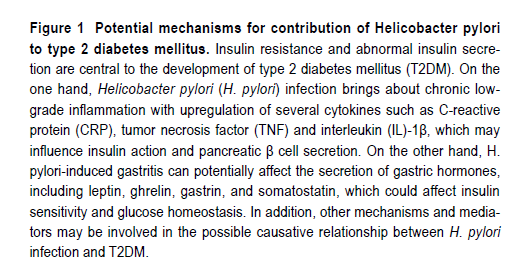 Figure 1 Potential mechanisms for contribution of Helicobacter pylori
to type 2 diabetes mellitus. Insulin resistance and abnormal insulin secre-
tion are central to the development of type 2 diabetes mellitus (T2DM). On the
one hand, Helicobacter pylori (H. pylori) infection brings about chronic low-
grade inflammation with upregulation of several cytokines such as C-reactive
protein (CRP), tumor necrosis factor (TNF) and interleukin (IL)-1β, which may
influence insulin action and pancreatic β cell secretion. On the other hand, H.
pylori-induced gastritis can potentially affect the secretion of gastric hormones,
including leptin, ghrelin, gastrin, and somatostatin, which could affect insulin
sensitivity and glucose homeostasis. In addition, other mechanisms and media-
tors may be involved in the possible causative relationship between H. pylori
infection and T2DM.